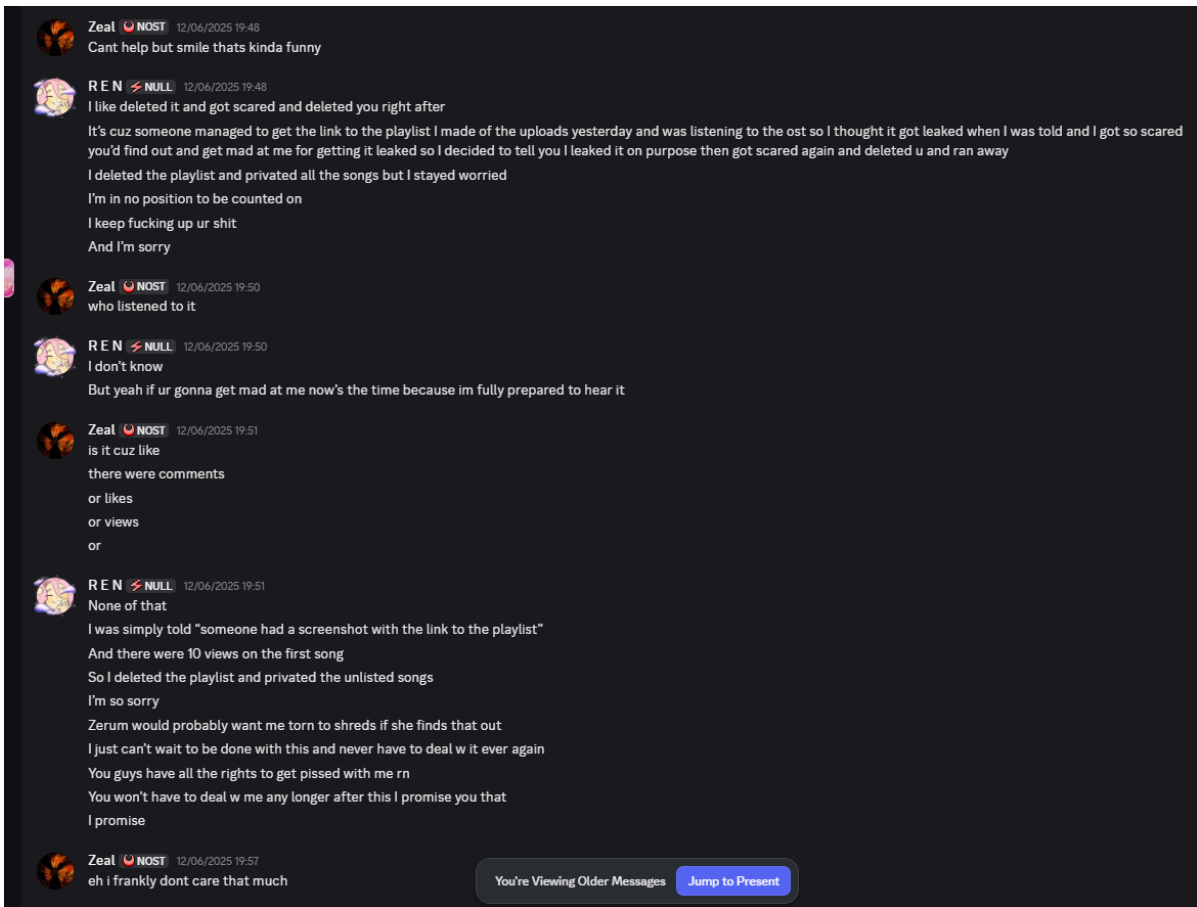 Zeal NOST 12/06/2025 19:48
Cant help but smile thats kinda funny
R E N NULL 12/06/2025 19:48
I like deleted it and got scared and deleted you right after
It's cuz someone managed to get the link to the playlist I made of the uploads yesterday and was listening to the ost so I thought it got leaked when I was told and I got so scared
you'd find out and get mad at me for getting it leaked so I decided to tell you I leaked it on purpose then got scared again and deleted u and ran away
I deleted the playlist and privated all the songs but I stayed worried
I'm in no position to be counted on
I keep fucking up ur shit
And I'm sorry
Zeal NOST 12/06/2025 19:50
who listened to it
R E N NULL 12/06/2025 19:50
I don't know
But yeah if ur gonna get mad at me now's the time because im fully prepared to hear it
Zeal NOST 12/06/2025 19:51
is it cuz like
there were comments
or likes
or views
or
R E N NULL 12/06/2025 19:51
None of that
I was simply told “someone had a screenshot with the link to the playlist”
And there were 10 views on the first song
So I deleted the playlist and privated the unlisted songs
I'm so sorry
Zerum would probably want me torn to shreds if she finds that out
I just can't wait to be done with this and never have to deal w it ever again
You guys have all the rights to get pissed with me rn
You won't have to deal w me any longer after this I promise you that
I promise
Zeal NOST 12/06/2025 19:57
eh i frankly dont care that much
You're Viewing Older Messages Jump to Present